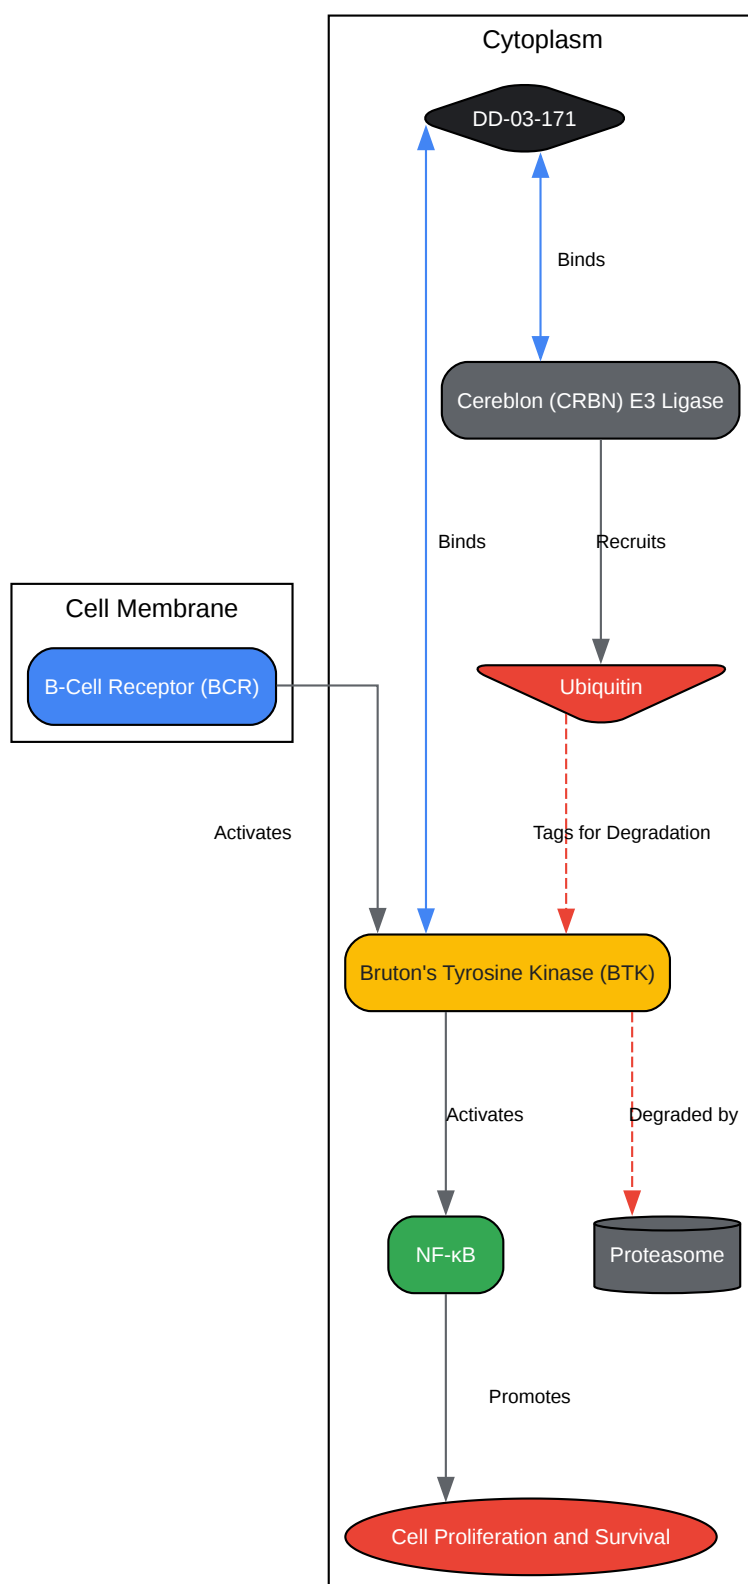 Cytoplasm
DD-03-171
Binds
Cereblon (CRBN) E3 Ligase
Binds
Recruits
Cell Membrane
B-Cell Receptor (BCR)
Ubiquitin
Activates
Tags for Degradation
Bruton's Tyrosine Kinase (BTK)
Activates
Degraded by
NF-κB
Proteasome
Promotes
Cell Proliferation and Survival